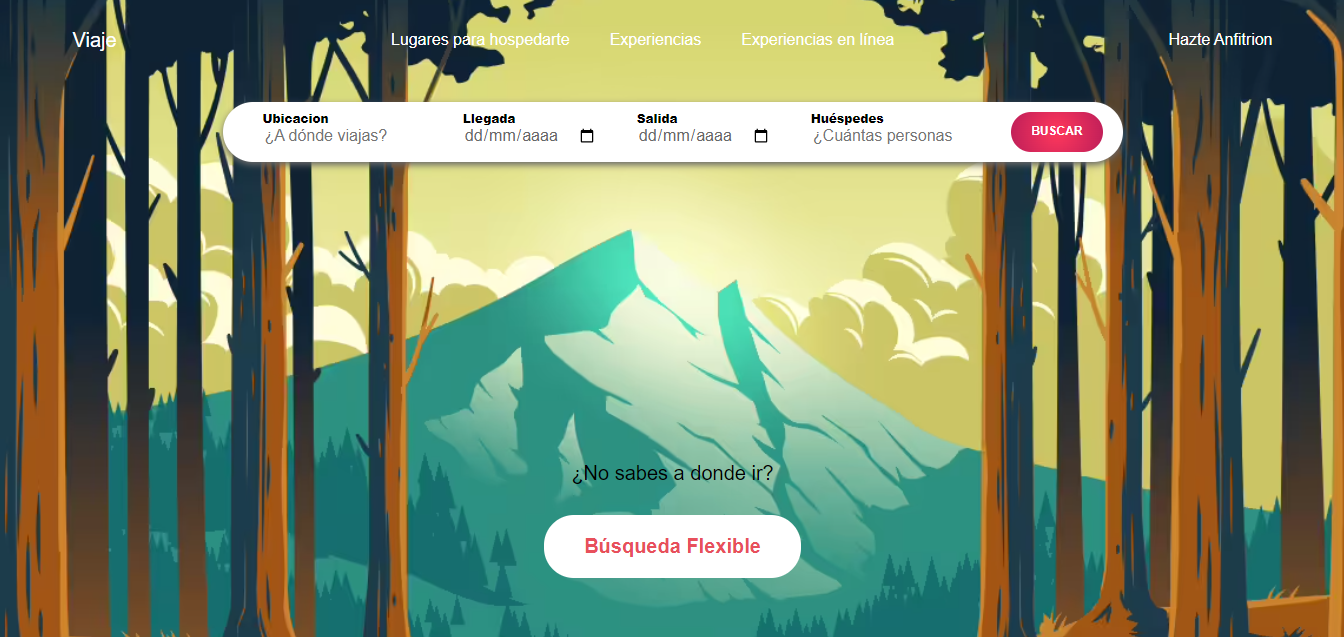 Viaje Lugares para hospedarte Experiencias Experiencias en línea Hazte Anfitrion
Ubicacion Llegada Salida Huéspedes
¿A dónde viajas? dd/mm/aaaa dd/mm/aaaa ¿Cuántas personas
BUSCAR
¿No sabes a donde ir?
Búsqueda Flexible